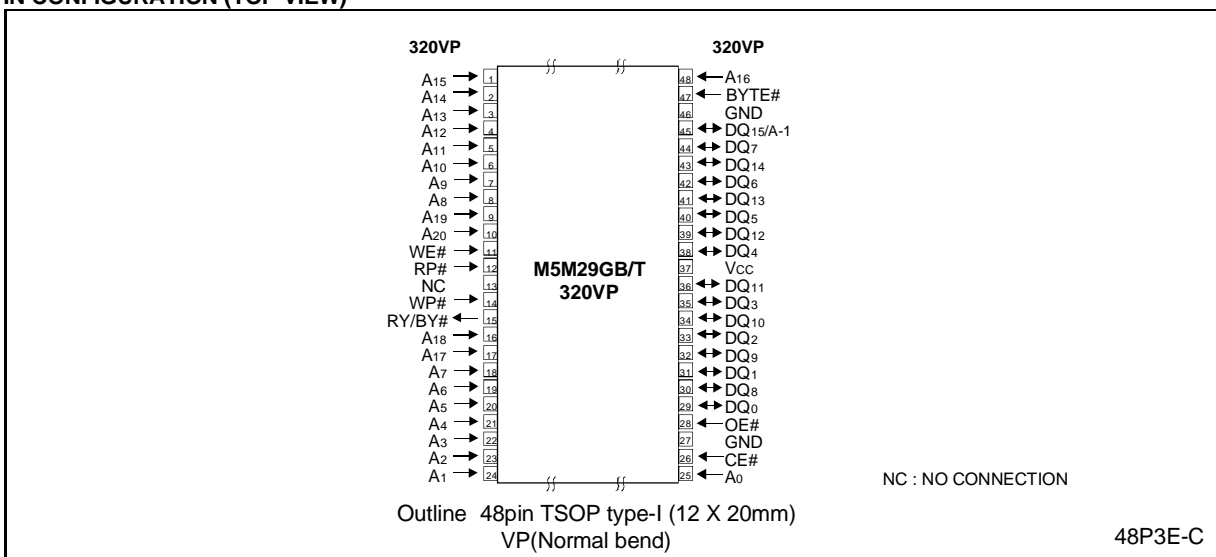 IN CONFIGURATION (TOP VIEW)
320VP 320VP
A15 1 48 A16
A14 2 47 BYTE#
A13 3 46 GND
A12 4 45 DQ15/A-1
A11 5 44 DQ7
A10 6 43 DQ14
A9 7 42 DQ6
A8 8 41 DQ13
A19 9 40 DQ5
A20 10 39 DQ12
WE# 11 38 DQ4
RP# 12 37 VCC
NC 13 36 DQ11
WP# 14 35 DQ3
RY/BY# 15 34 DQ10
A18 16 33 DQ2
A17 17 32 DQ9
A7 18 31 DQ1
A6 19 30 DQ8
A5 20 29 DQ0
A4 21 28 OE#
A3 22 27 GND
A2 23 26 CE#
A1 24 25 A0
M5M29GB/T
320VP
NC : NO CONNECTION
Outline 48pin TSOP type-I (12 X 20mm)
VP(Normal bend)
48P3E-C